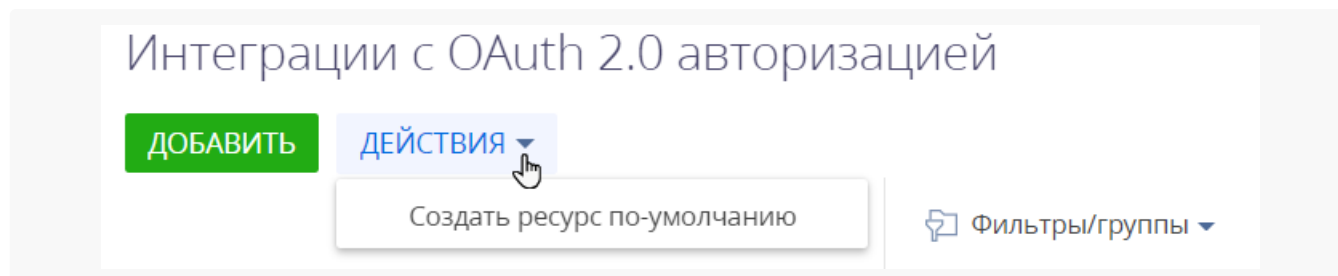 Интеграции с OAuth 2.0 авторизацией
ДОБАВИТЬ ДЕЙСТВИЯ
Создать ресурс по-умолчанию
Фильтры/группы